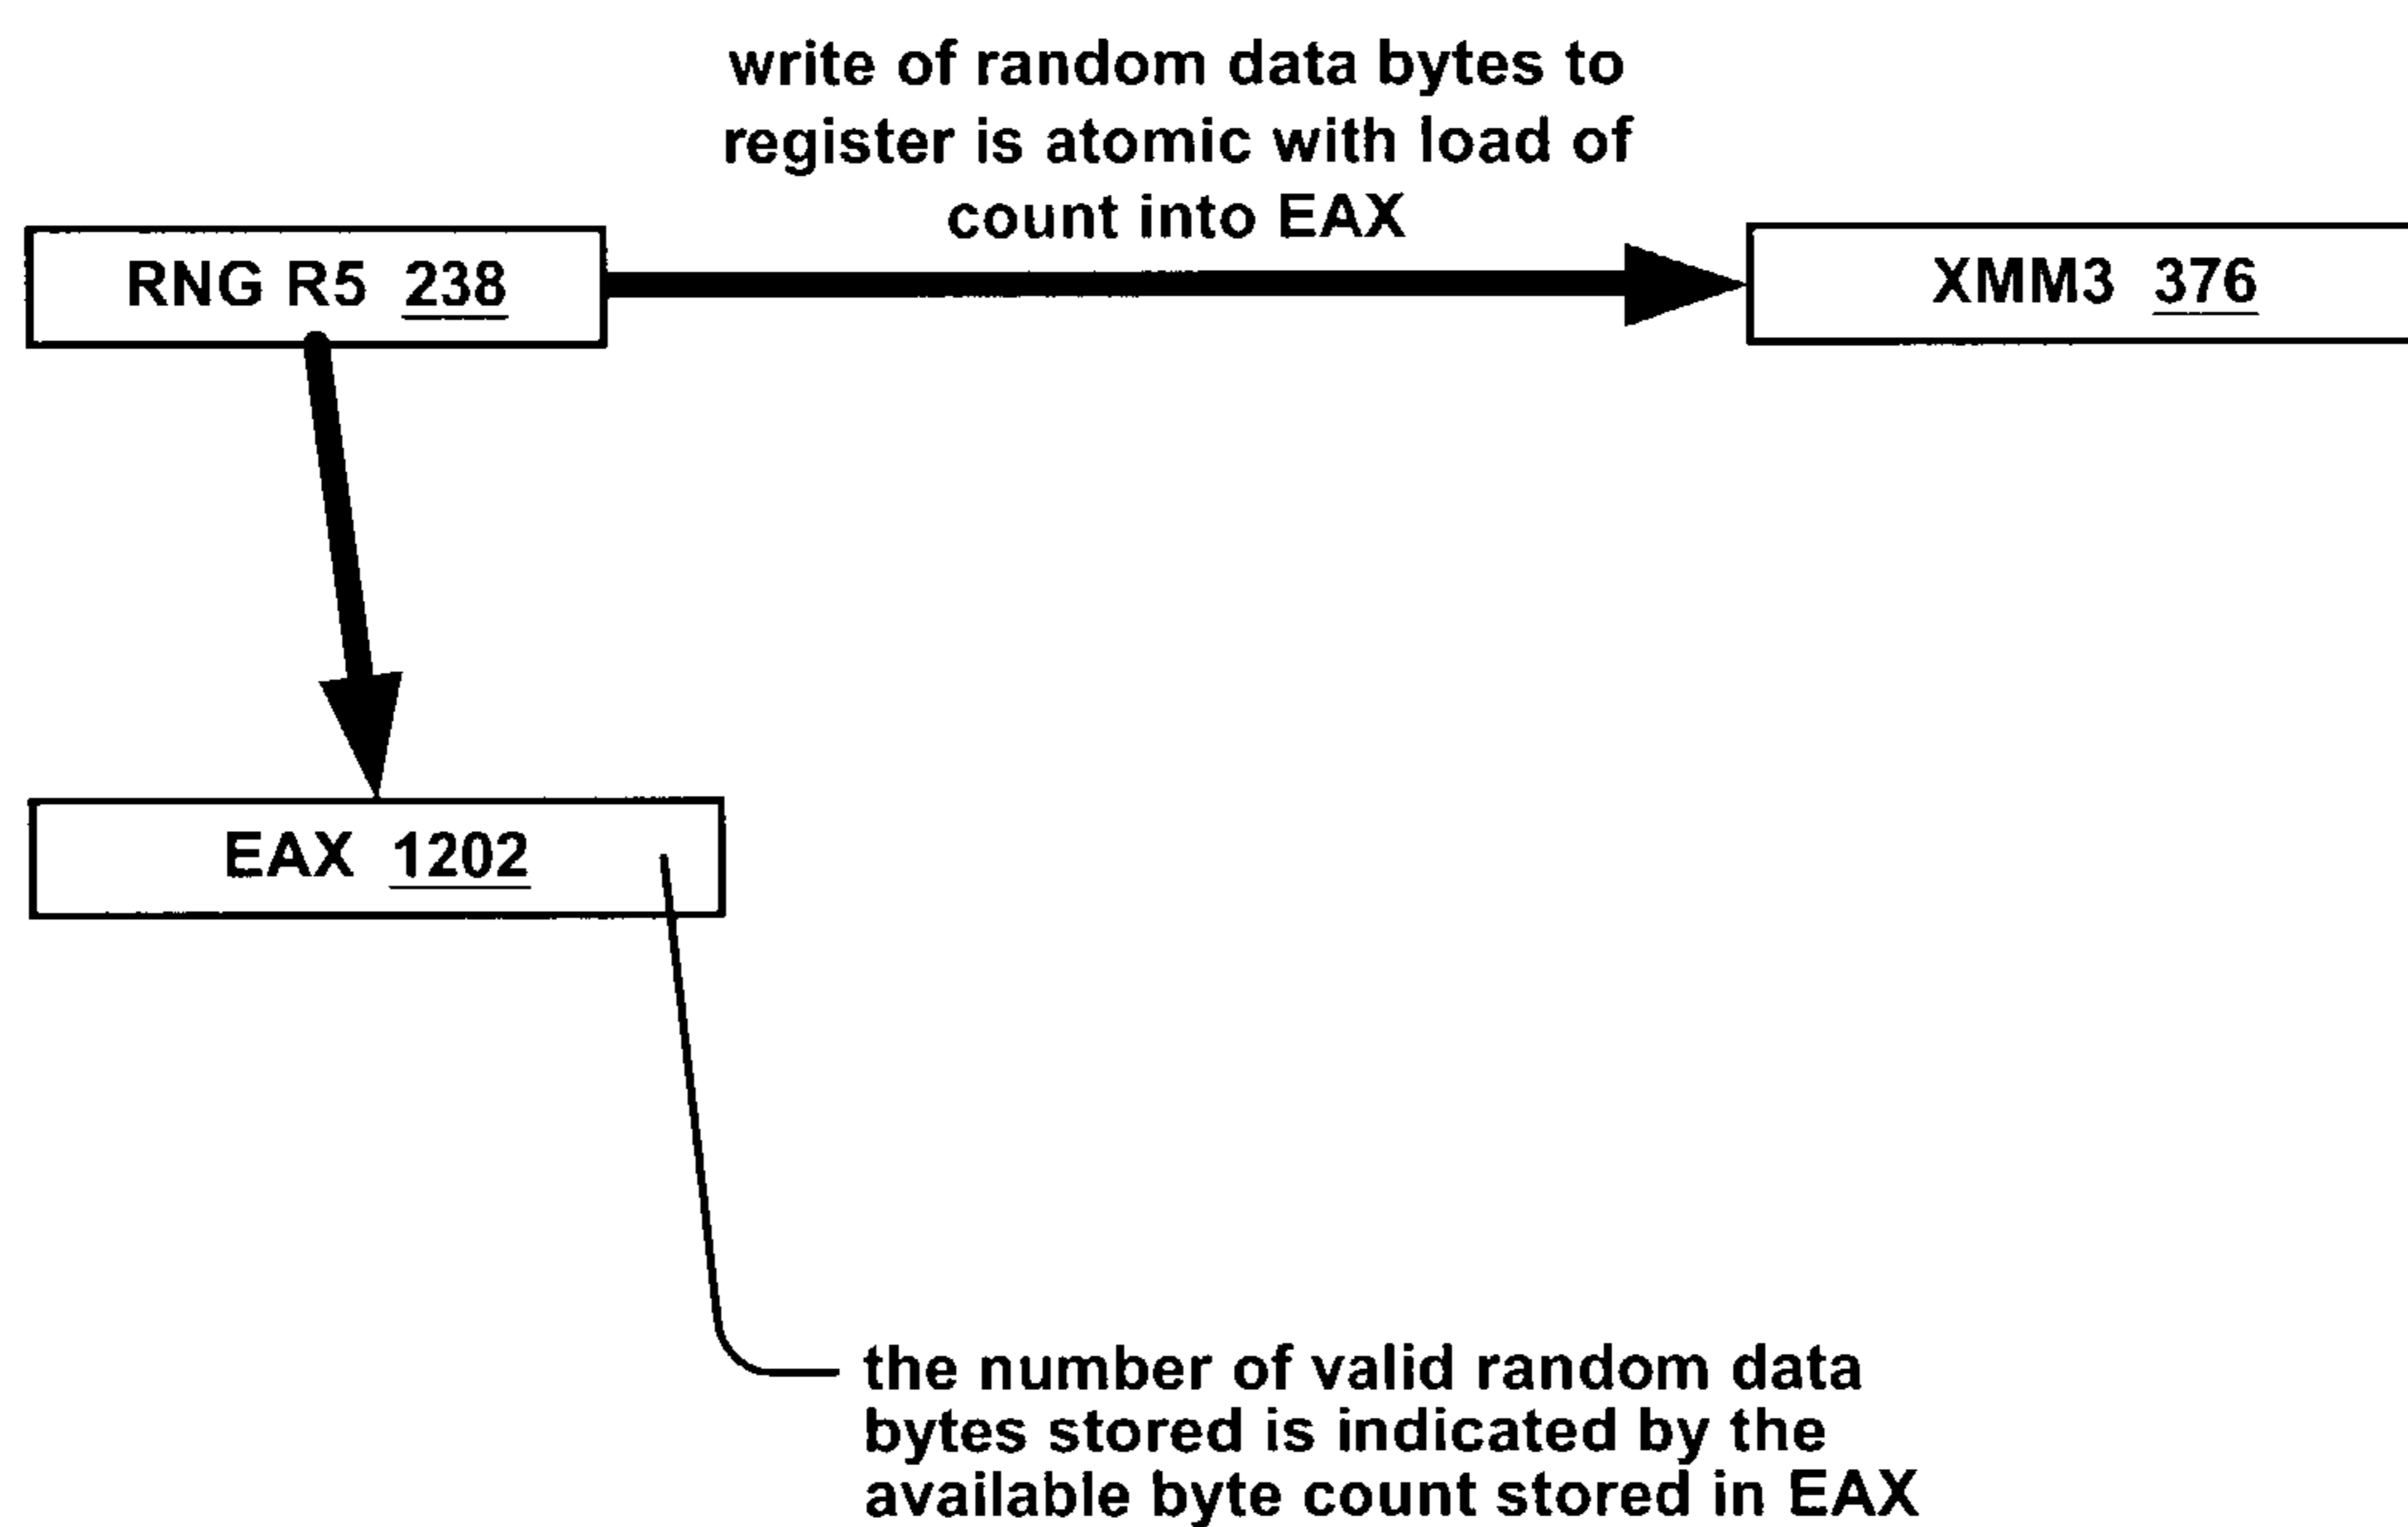 write of random data bytes to
register is atomic with load of
count into EAX
RNG R5 238
XMM3 376
EAX 1202
the number of valid random data
bytes stored is indicated by the
available byte count stored in EAX